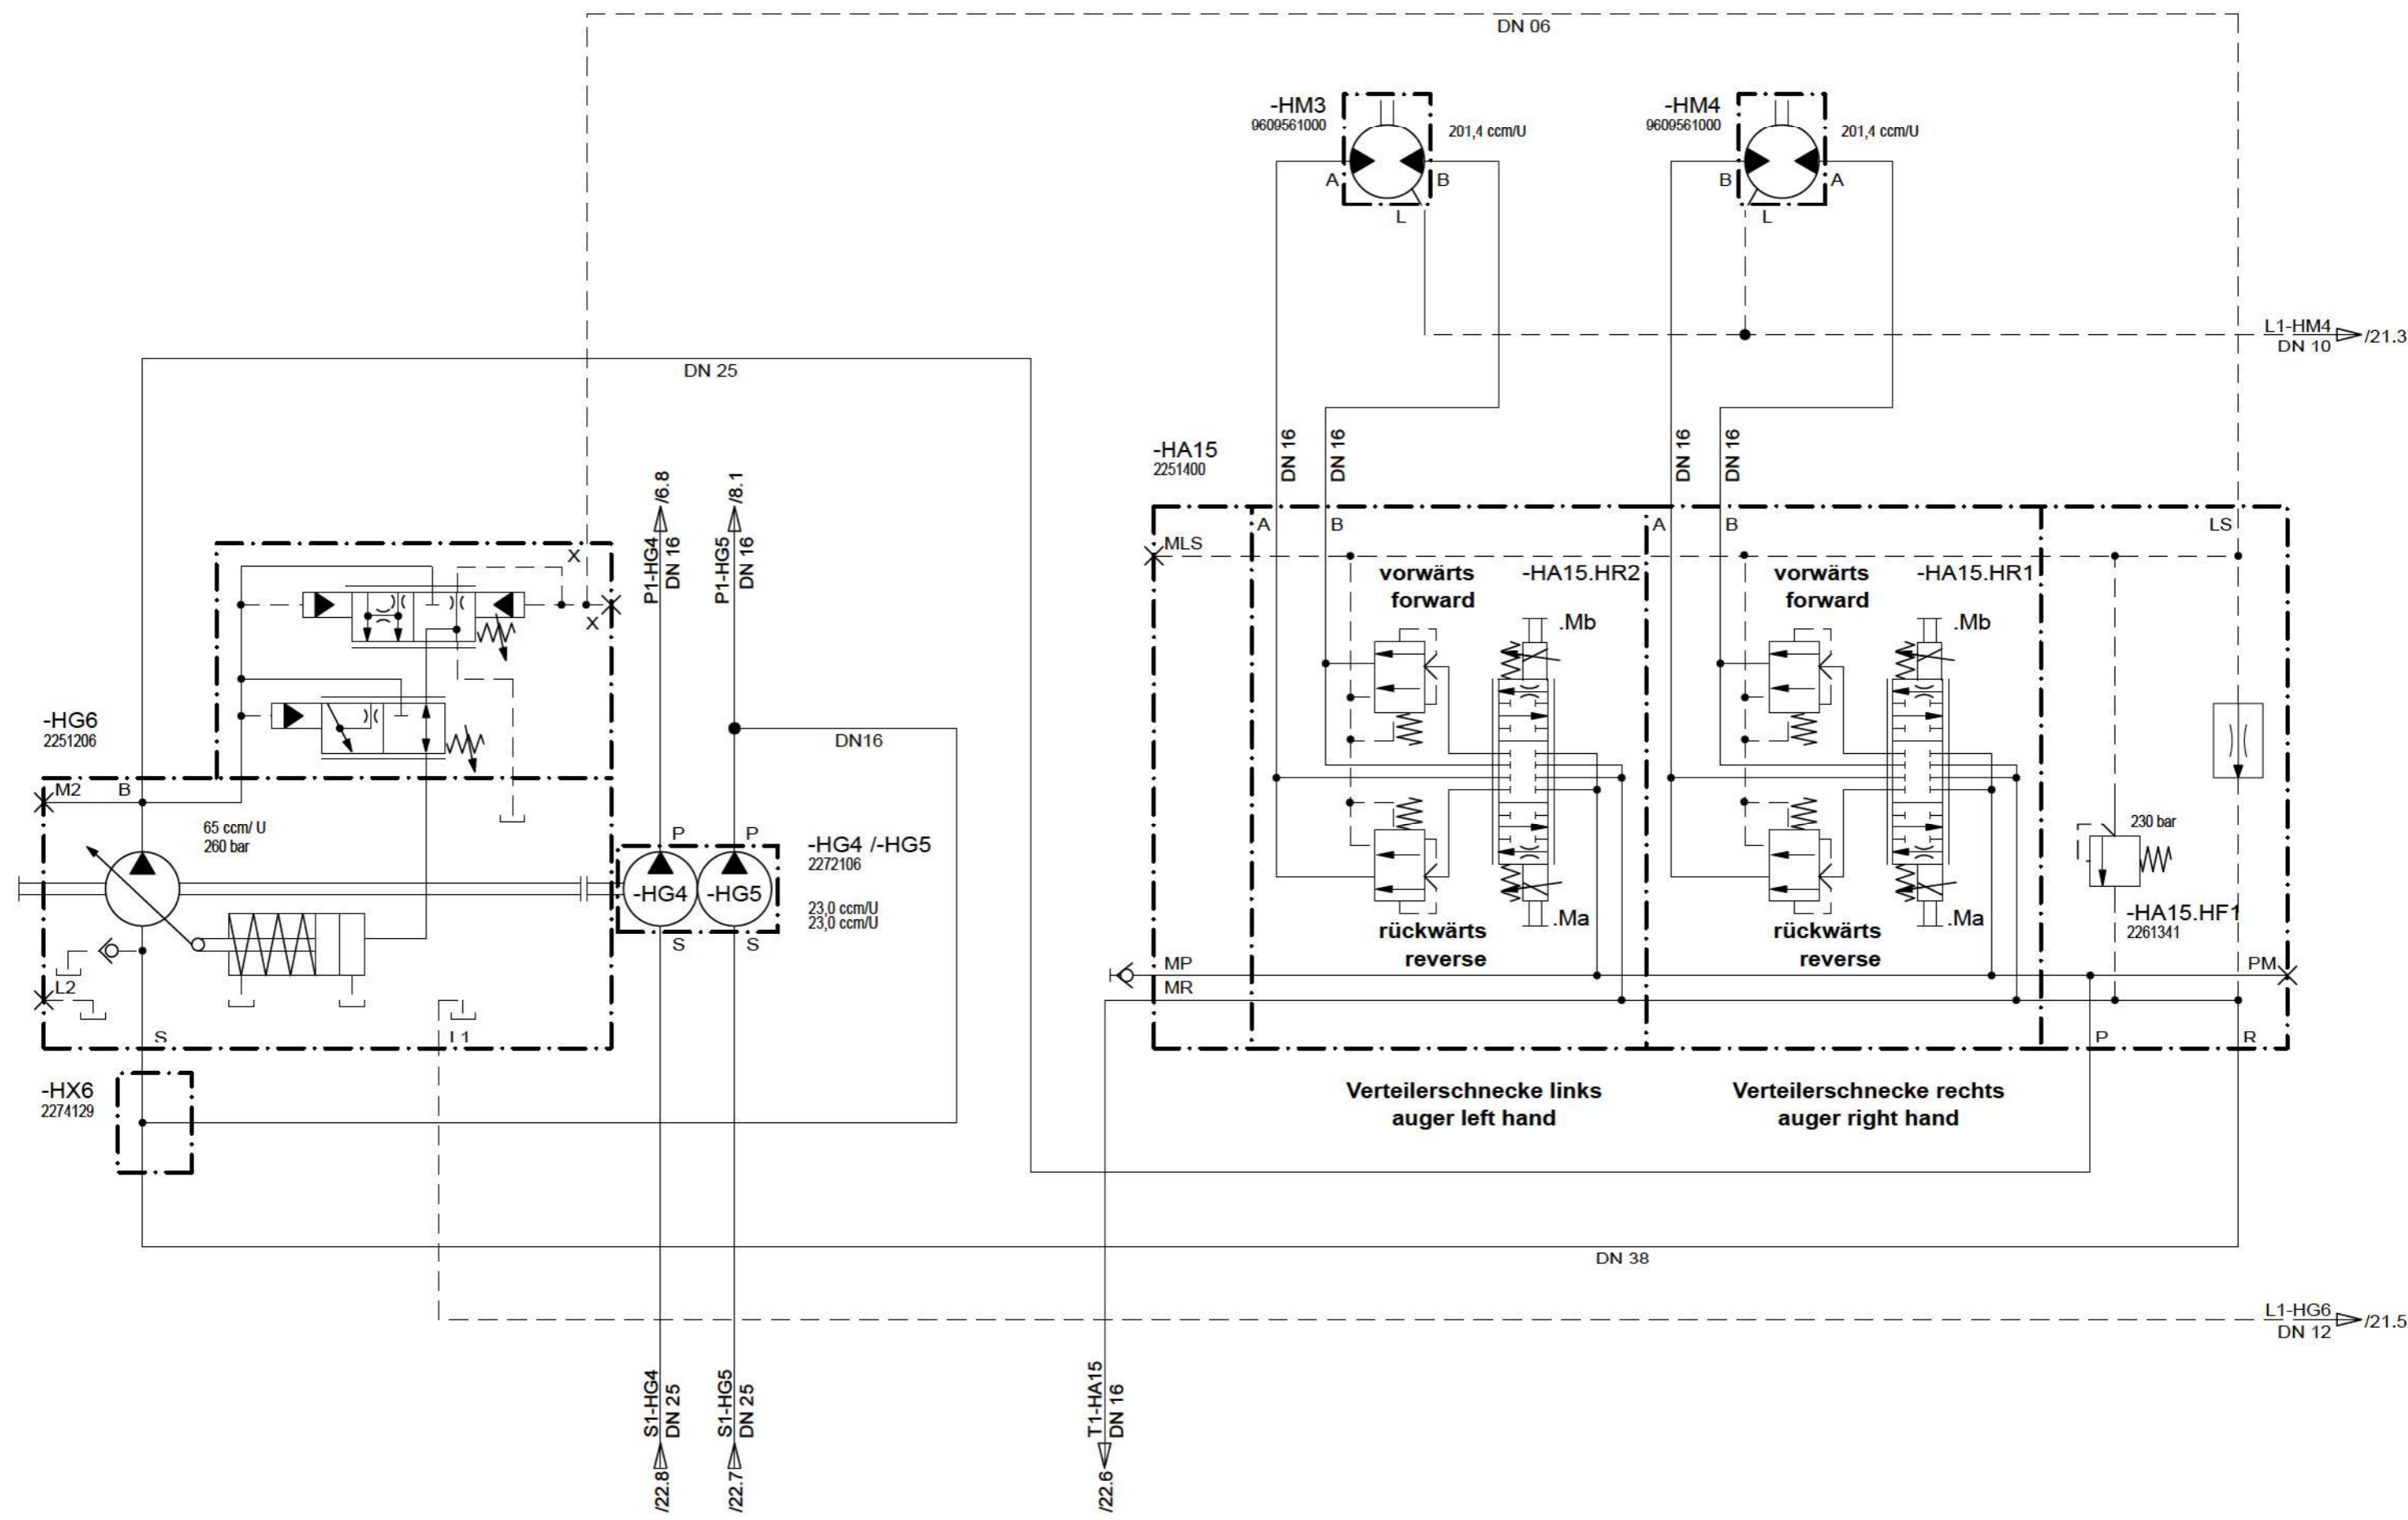 DN 06
-HM3
9609561000
201,4 ccm/U
A
B
L
-HM4
9609561000
201,4 ccm/U
B
A
L
L1-HM4
DN 10
/21.3
DN 25
-HA15
2251400
DN 16
DN 16
DN 16
DN 16
/6.8
P1-HG4
DN 16
/8.1
P1-HG5
DN 16
A
B
A
B
LS
MLS
X
X
vorwärts
forward
-HA15.HR2
.Mb
vorwärts
forward
-HA15.HR1
.Mb
-HG6
2251206
DN16
M2
B
65 ccm/ U
260 bar
P
P
-HG4 /-HG5
2272106
-HG4
-HG5
23,0 ccm/U
23,0 ccm/U
S
S
230 bar
-HA15.HF1
2261341
.Ma
rückwärts
reverse
.Ma
rückwärts
reverse
MP
MR
PM
L2
S
L1
P
R
-HX6
2274129
Verteilerschnecke links
auger left hand
Verteilerschnecke rechts
auger right hand
DN 38
L1-HG6
DN 12
/21.5
S1-HG4
DN 25
/22.8
S1-HG5
DN 25
/22.7
T1-HA15
DN 16
/22.6